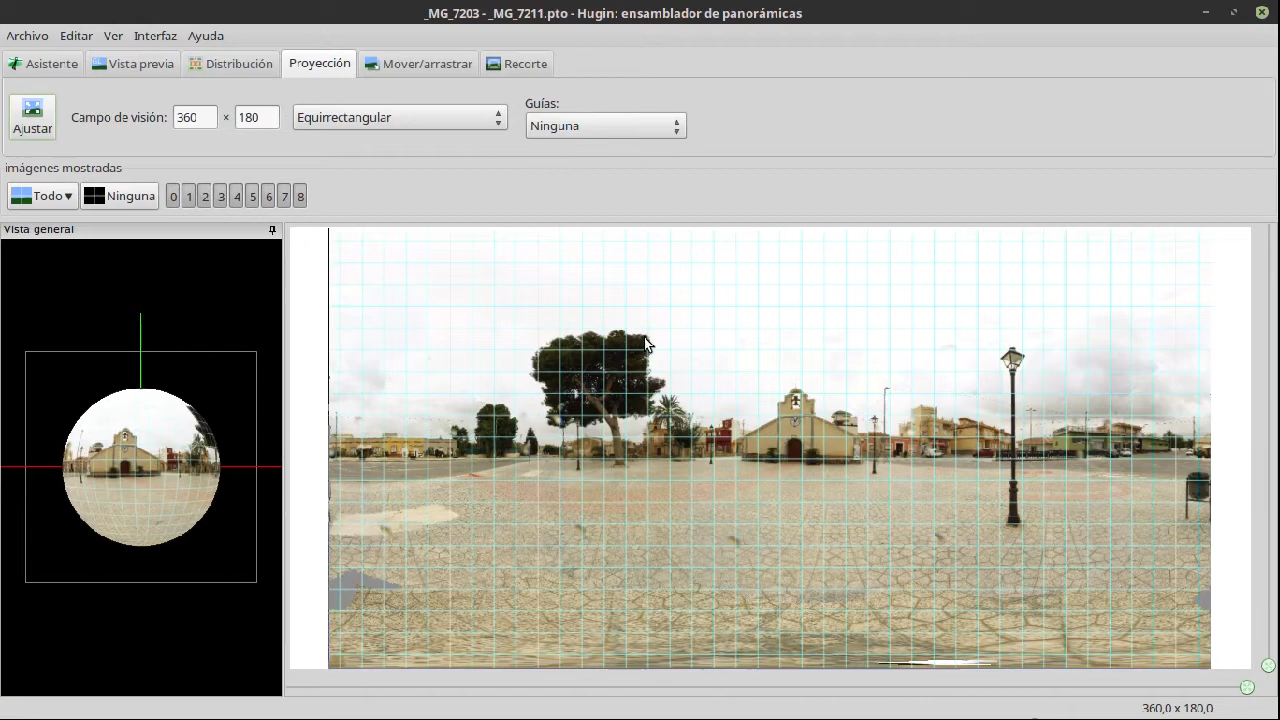 _MG_7203 - _MG_7211.pto - Hugin: ensamblador de panorámicas
Archivo Editar Ver Interfaz Ayuda
Asistente Vista previa Distribución Proyección Mover/arrastrar Recorte
Ajustar
Campo de visión: 360 x 180 Equirrectangular
Guías:
Ninguna
imágenes mostradas
Todo Ninguna 0 1 2 3 4 5 6 7 8
Vista general
360,0 x 180,0